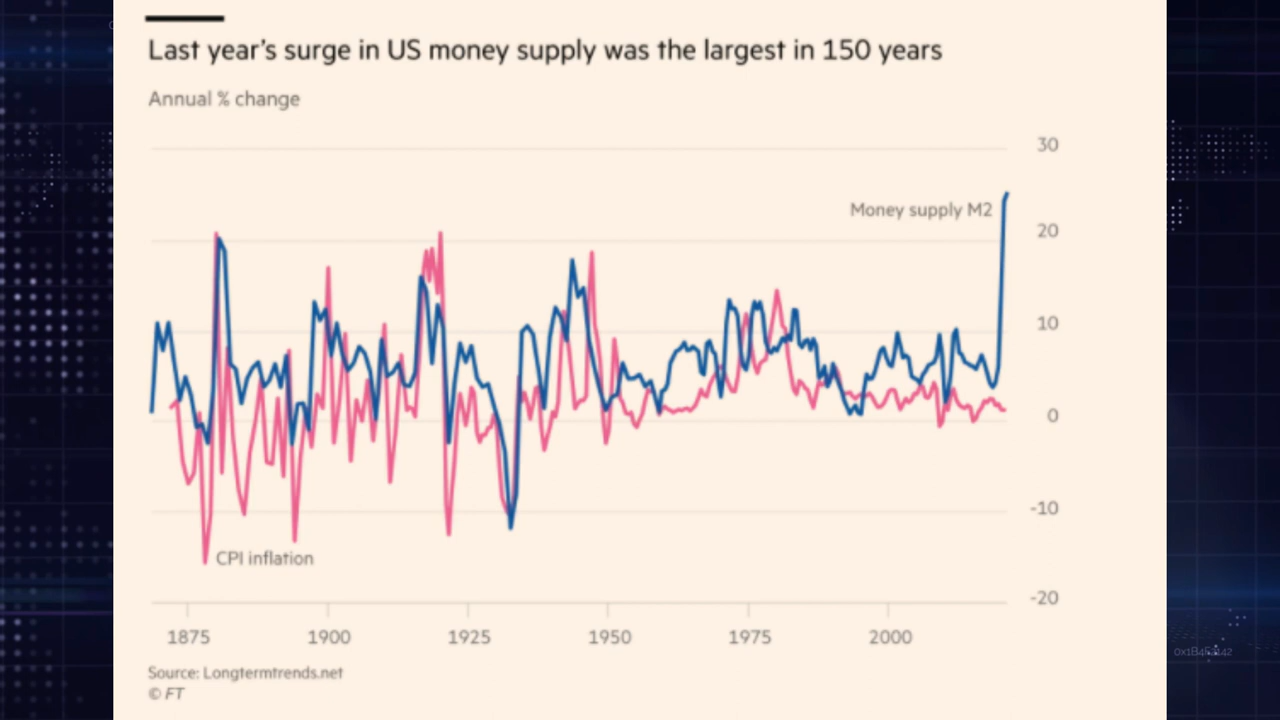 Last year's surge in US money supply was the largest in 150 years
Annual % change
30
Money supply M2
20
10
0
-10
CPI inflation
-20
1875 1900 1925 1950 1975 2000
Source: Longtermtrends.net
© FT